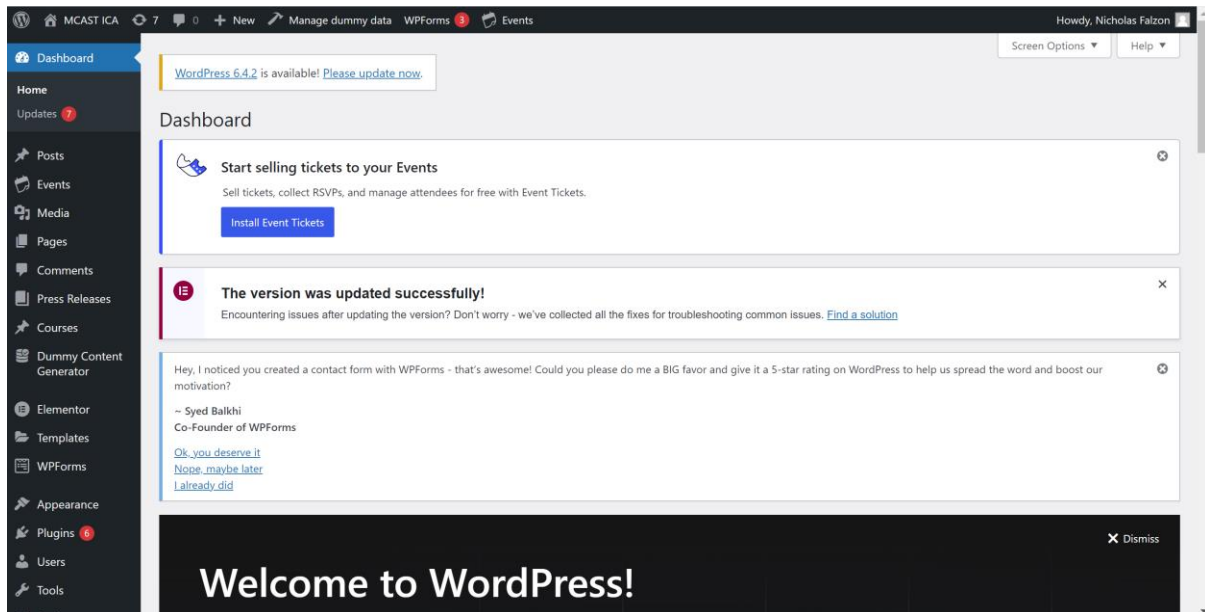 MCAST ICA 7 0 + New Manage dummy data WPForms 3 Events Howdy, Nicholas Falzon
Screen Options ▼ Help ▼
Dashboard
Home
Updates 7
Posts
Events
Media
Pages
Comments
Press Releases
Courses
Dummy Content
Generator
Elementor
Templates
WPForms
Appearance
Plugins 6
Users
Tools
WordPress 6.4.2 is available! Please update now.
Dashboard
Start selling tickets to your Events
Sell tickets, collect RSVPs, and manage attendees for free with Event Tickets.
Install Event Tickets
The version was updated successfully!
Encountering issues after updating the version? Don't worry - we've collected all the fixes for troubleshooting common issues. Find a solution
Hey, I noticed you created a contact form with WPForms - that's awesome! Could you please do me a BIG favor and give it a 5-star rating on WordPress to help us spread the word and boost our
motivation?
~ Syed Balkhi
Co-Founder of WPForms
Ok, you deserve it
Nope, maybe later
I already did
Dismiss
Welcome to WordPress!